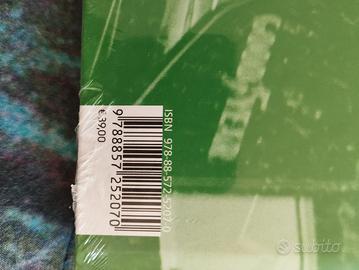 ISBN 978-88-572-5207-0
9 788857 252070
€ 39,00
subito